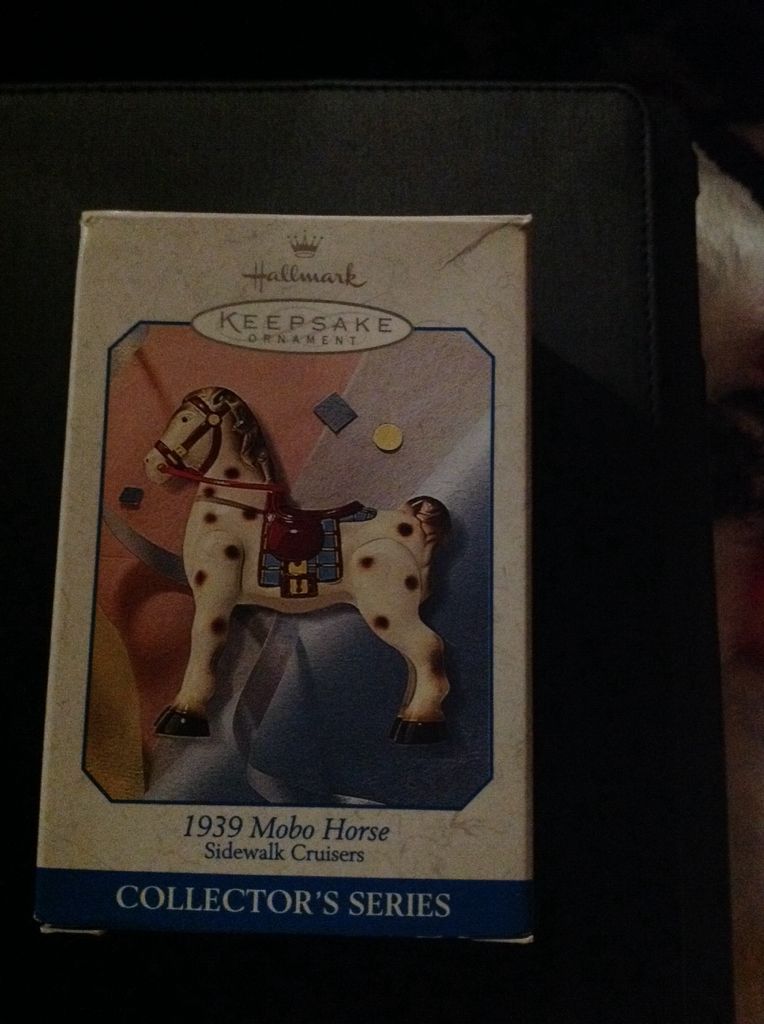 Hallmark
KEEPSAKE
ORNAMENT
1939 Mobo Horse
Sidewalk Cruisers
COLLECTOR'S SERIES